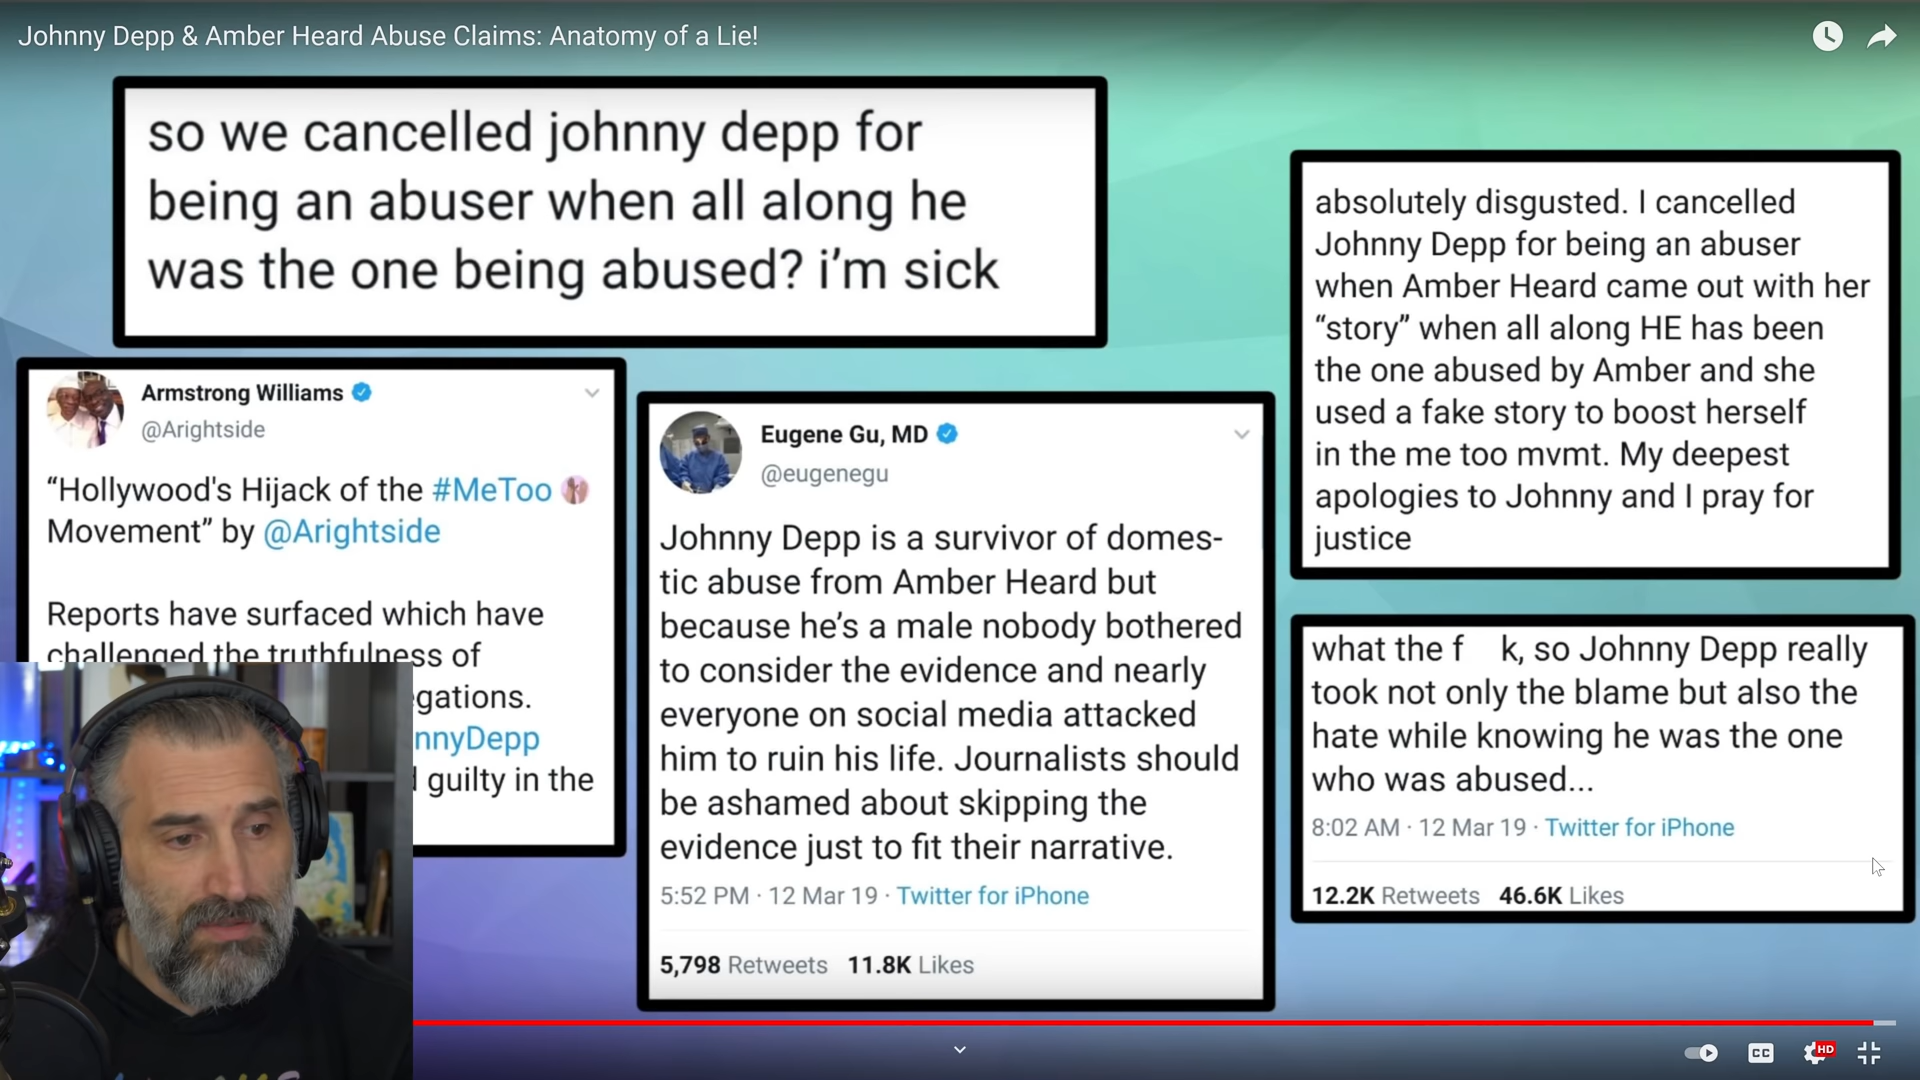 Johnny Depp & Amber Heard Abuse Claims: Anatomy of a Lie!
so we cancelled johnny depp for
being an abuser when all along he
was the one being abused? i'm sick
Armstrong Williams
@Arightside
“Hollywood's Hijack of the #MeToo
Movement” by @Arightside
Reports have surfaced which have
challenged the truthfulness of
egations.
nnyDepp
guilty in the
Eugene Gu, MD
@eugenegu
Johnny Depp is a survivor of domes-
tic abuse from Amber Heard but
because he’s a male nobody bothered
to consider the evidence and nearly
everyone on social media attacked
him to ruin his life. Journalists should
be ashamed about skipping the
evidence just to fit their narrative.
5:52 PM · 12 Mar 19 · Twitter for iPhone
5,798 Retweets 11.8K Likes
absolutely disgusted. I cancelled
Johnny Depp for being an abuser
when Amber Heard came out with her
“story” when all along HE has been
the one abused by Amber and she
used a fake story to boost herself
in the me too mvmt. My deepest
apologies to Johnny and I pray for
justice
what the f k, so Johnny Depp really
took not only the blame but also the
hate while knowing he was the one
who was abused...
8:02 AM · 12 Mar 19 · Twitter for iPhone
12.2K Retweets 46.6K Likes
CC
HD